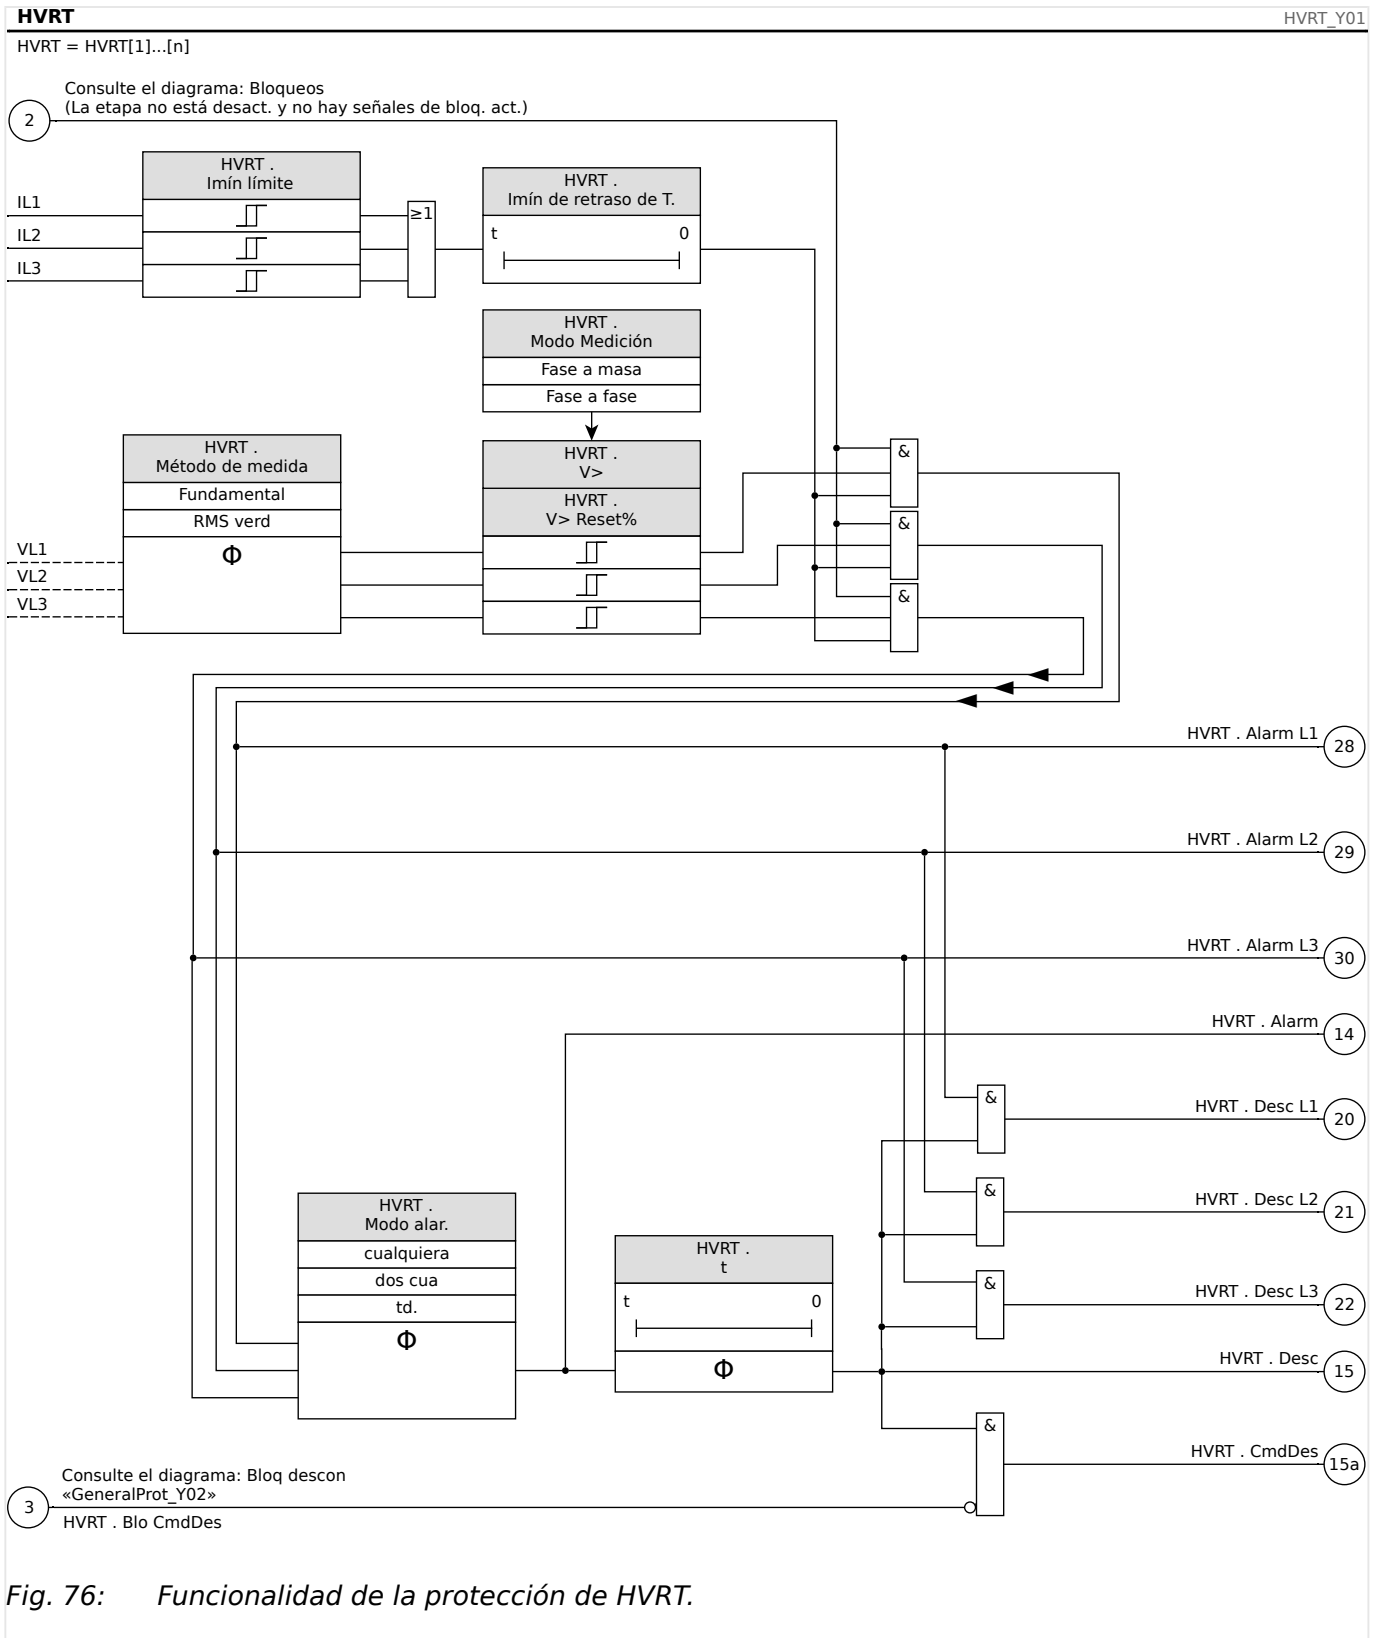 HVRT
HVRT_Y01
HVRT = HVRT[1]...[n]
Consulte el diagrama: Bloqueos
(La etapa no está desact. y no hay señales de bloq. act.)
2
HVRT .
Imín límite
IL1
IL2
IL3
≥1
HVRT .
Imín de retraso de T.
t 0
HVRT .
Modo Medición
Fase a masa
Fase a fase
HVRT .
Método de medida
Fundamental
RMS verd
Φ
VL1
VL2
VL3
HVRT .
V>
HVRT .
V> Reset%
&
&
&
HVRT . Alarm L1
28
HVRT . Alarm L2
29
HVRT . Alarm L3
30
HVRT . Alarm
14
&
HVRT . Desc L1
20
&
HVRT . Desc L2
21
&
HVRT . Desc L3
22
HVRT .
Modo alar.
cualquiera
dos cua
td.
Φ
HVRT .
t
t 0
Φ
HVRT . Desc
15
&
HVRT . CmdDes
15a
Consulte el diagrama: Bloq descon
«GeneralProt_Y02»
3
HVRT . Blo CmdDes
Fig. 76: Funcionalidad de la protección de HVRT.